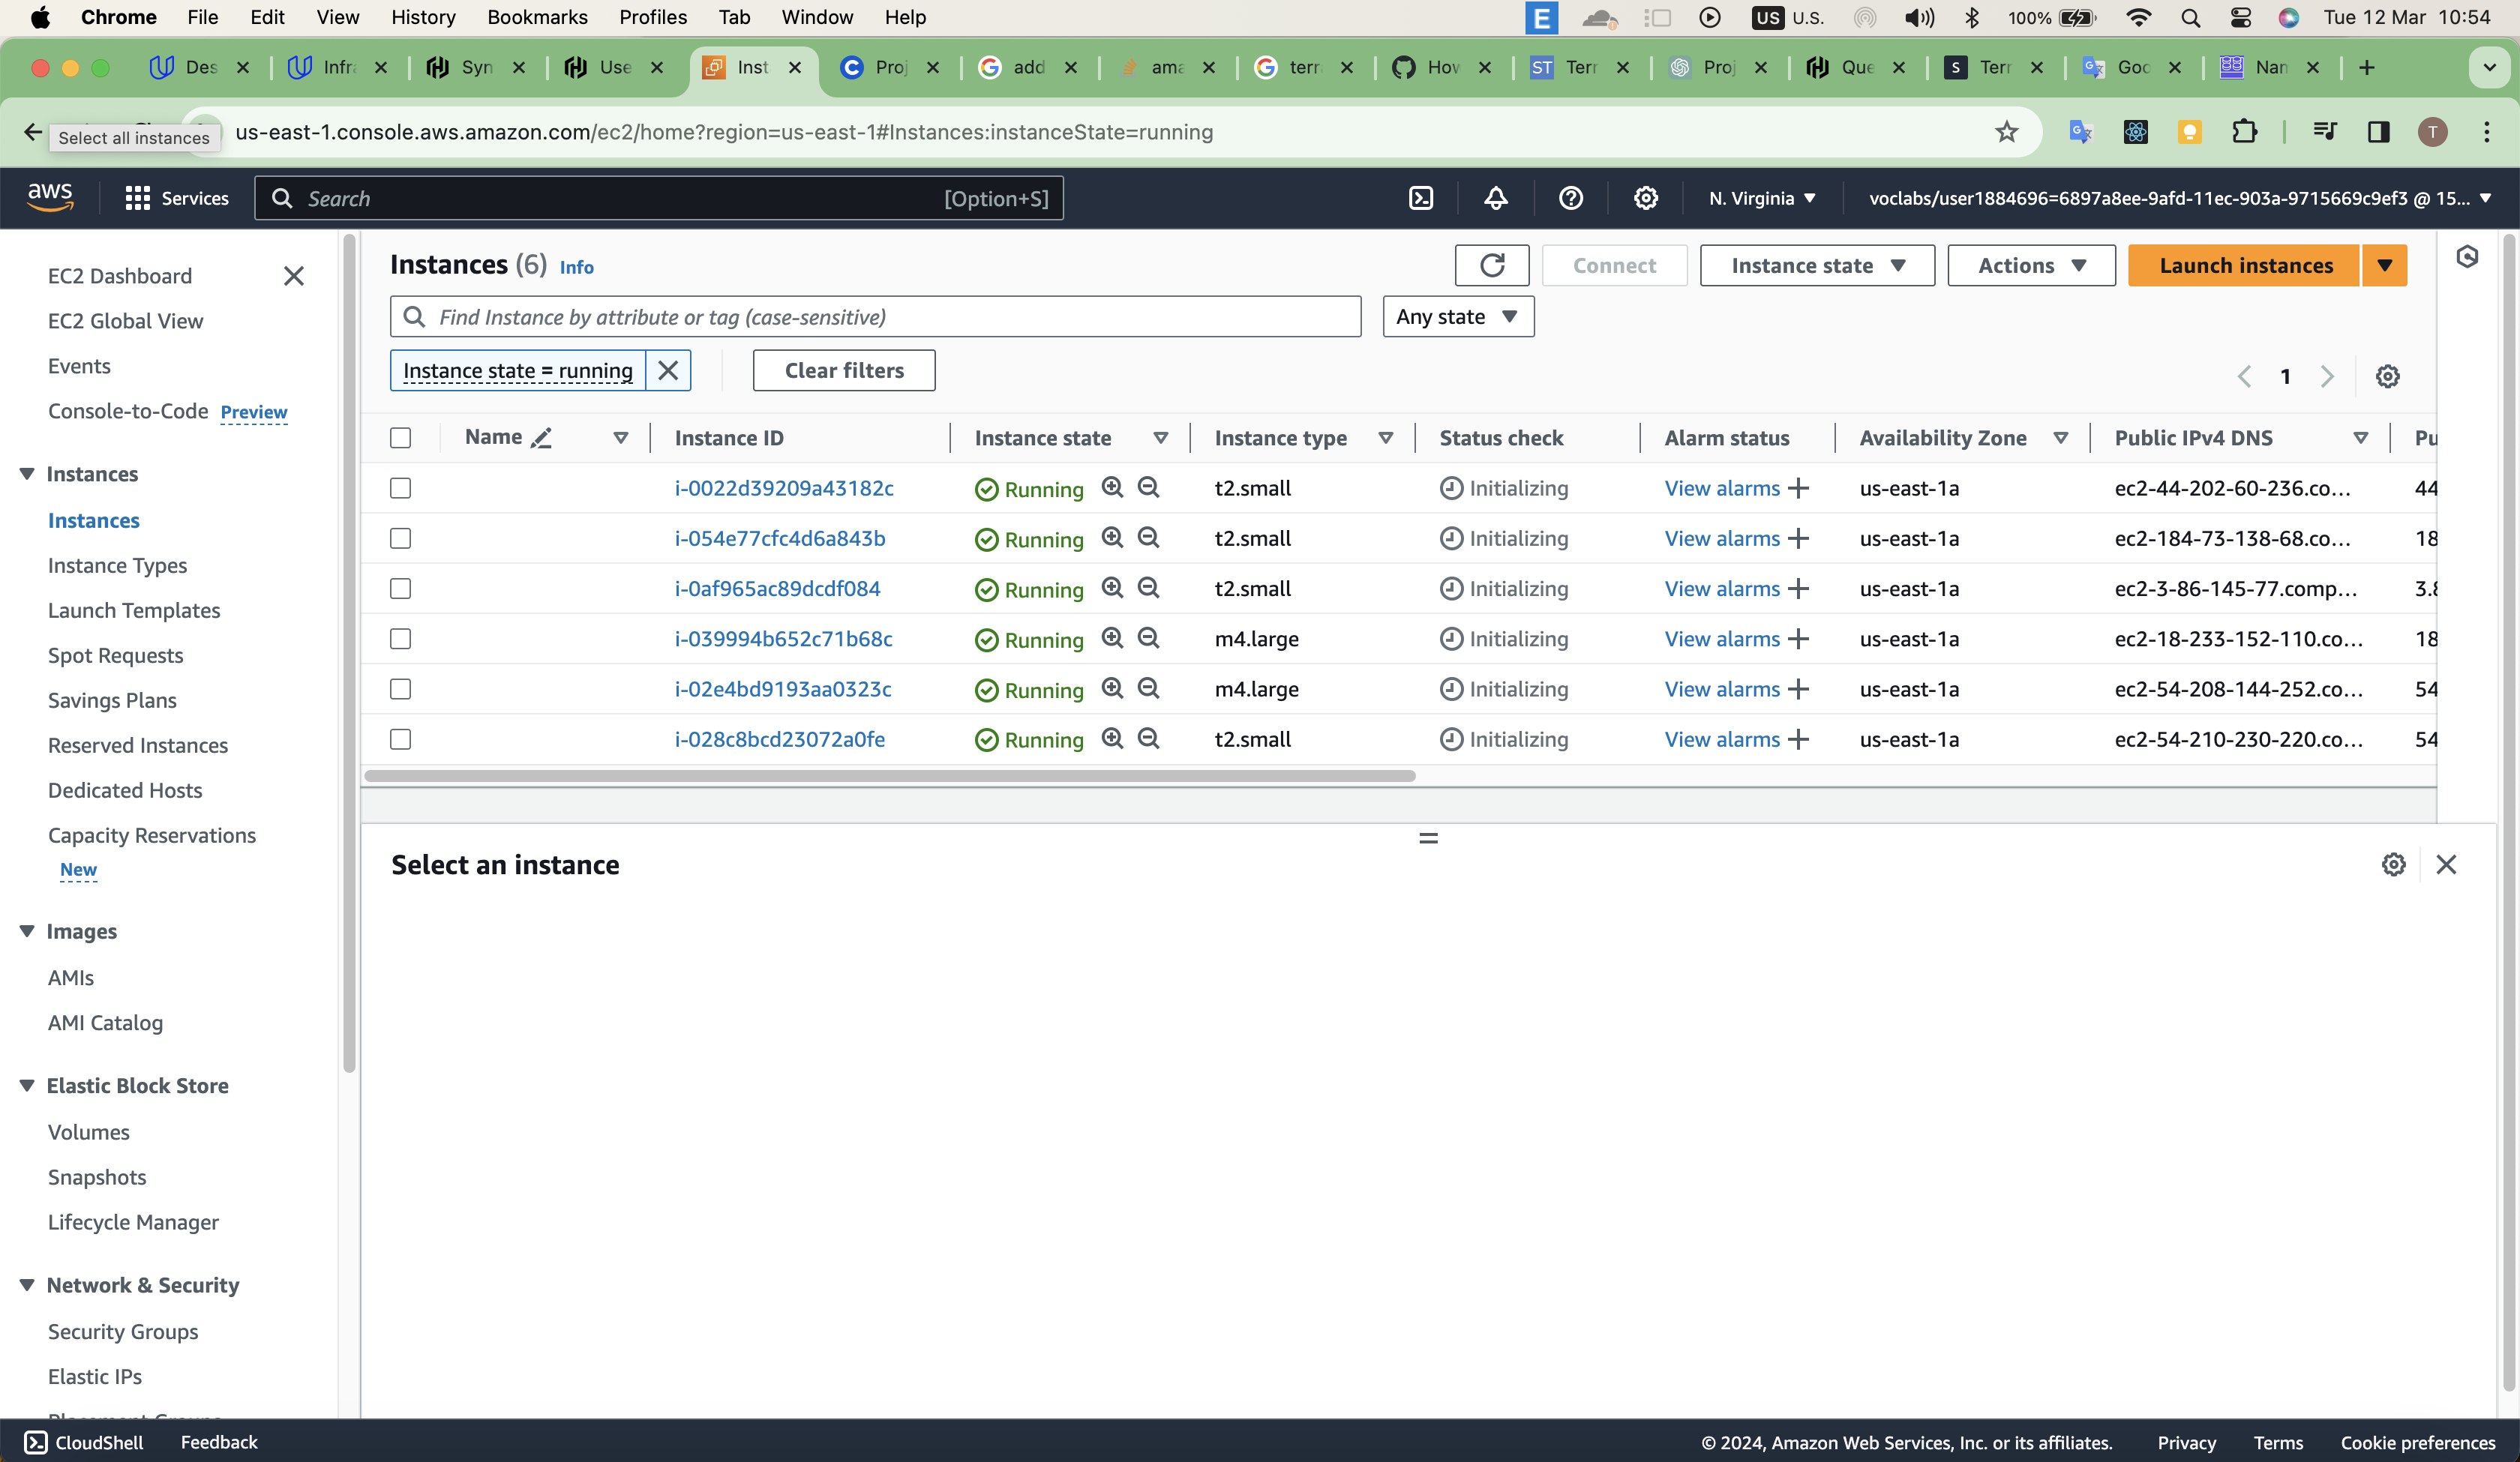 Chrome File Edit View History Bookmarks Profiles Tab Window Help E US U.S. 100% Tue 12 Mar 10:54
Des Infra Syn Use Inst Proj add ama terr How ST Terr Proj Que S Terr Goo Nam
Select all instances us-east-1.console.aws.amazon.com/ec2/home?region=us-east-1#Instances:instanceState=running T
aws Services Search [Option+S] N. Virginia voclabs/user1884696=6897a8ee-9afd-11ec-903a-9715669c9ef3 @ 15...
EC2 Dashboard
EC2 Global View
Events
Console-to-Code Preview
Instances
Instances
Instance Types
Launch Templates
Spot Requests
Savings Plans
Reserved Instances
Dedicated Hosts
Capacity Reservations
New
Images
AMIs
AMI Catalog
Elastic Block Store
Volumes
Snapshots
Lifecycle Manager
Network & Security
Security Groups
Elastic IPs
Instances (6) Info Connect Instance state Actions Launch instances
Find Instance by attribute or tag (case-sensitive) Any state
Instance state = running Clear filters 1
Name Instance ID Instance state Instance type Status check Alarm status Availability Zone Public IPv4 DNS Pu
i-0022d39209a43182c Running t2.small Initializing View alarms us-east-1a ec2-44-202-60-236.co... 44
i-054e77cfc4d6a843b Running t2.small Initializing View alarms us-east-1a ec2-184-73-138-68.co... 18
i-0af965ac89dcdf084 Running t2.small Initializing View alarms us-east-1a ec2-3-86-145-77.comp... 3.8
i-039994b652c71b68c Running m4.large Initializing View alarms us-east-1a ec2-18-233-152-110.co... 18
i-02e4bd9193aa0323c Running m4.large Initializing View alarms us-east-1a ec2-54-208-144-252.co... 54
i-028c8bcd23072a0fe Running t2.small Initializing View alarms us-east-1a ec2-54-210-230-220.co... 54
Select an instance
CloudShell Feedback © 2024, Amazon Web Services, Inc. or its affiliates. Privacy Terms Cookie preferences